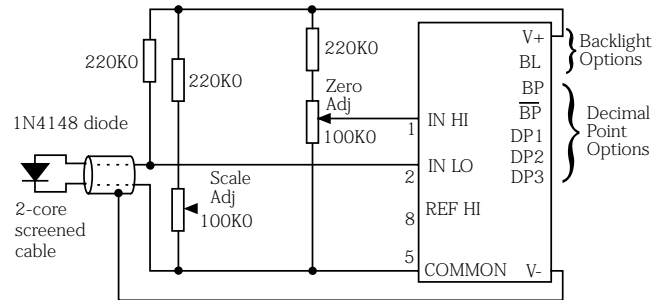 220K0
220K0
220K0
Zero
Adj
100K0
1N4148 diode
2-core
screened
cable
Scale
Adj
100K0
1
2
8
5
IN HI
IN LO
REF HI
COMMON
V+
BL
BP
BP
DP1
DP2
DP3
V-
Backlight
Options
Decimal
Point
Options